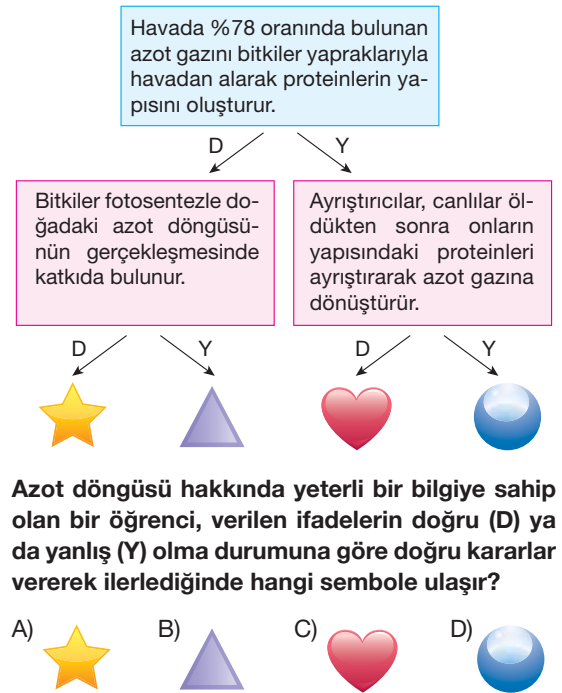 Havada %78 oranında bulunan
azot gazını bitkiler yapraklarıyla
havadan alarak proteinlerin ya-
pısını oluşturur.
D
Y
Bitkiler fotosentezle do-
ğadaki azot döngüsü-
nün gerçekleşmesinde
katkıda bulunur.
Ayrıştırıcılar, canlılar öl-
dükten sonra onların
yapısındaki proteinleri
ayrıştırarak azot gazına
dönüştürür.
D
Y
D
Y
Azot döngüsü hakkında yeterli bir bilgiye sahip
olan bir öğrenci, verilen ifadelerin doğru (D) ya
da yanlış (Y) olma durumuna göre doğru kararlar
vererek ilerlediğinde hangi sembole ulaşır?
A)
B)
C)
D)